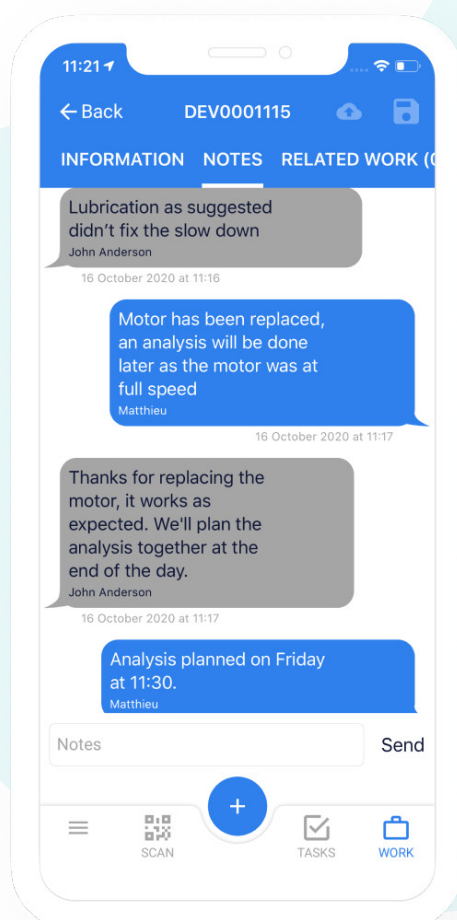 11:21
Back DEV0001115
INFORMATION NOTES RELATED WORK (
Lubrication as suggested
didn't fix the slow down
John Anderson
16 October 2020 at 11:16
Motor has been replaced,
an analysis will be done
later as the motor was at
full speed
Matthieu
16 October 2020 at 11:17
Thanks for replacing the
motor, it works as
expected. We'll plan the
analysis together at the
end of the day.
John Anderson
16 October 2020 at 11:17
Analysis planned on Friday
at 11:30.
Matthieu
Notes Send
+
SCAN TASKS WORK